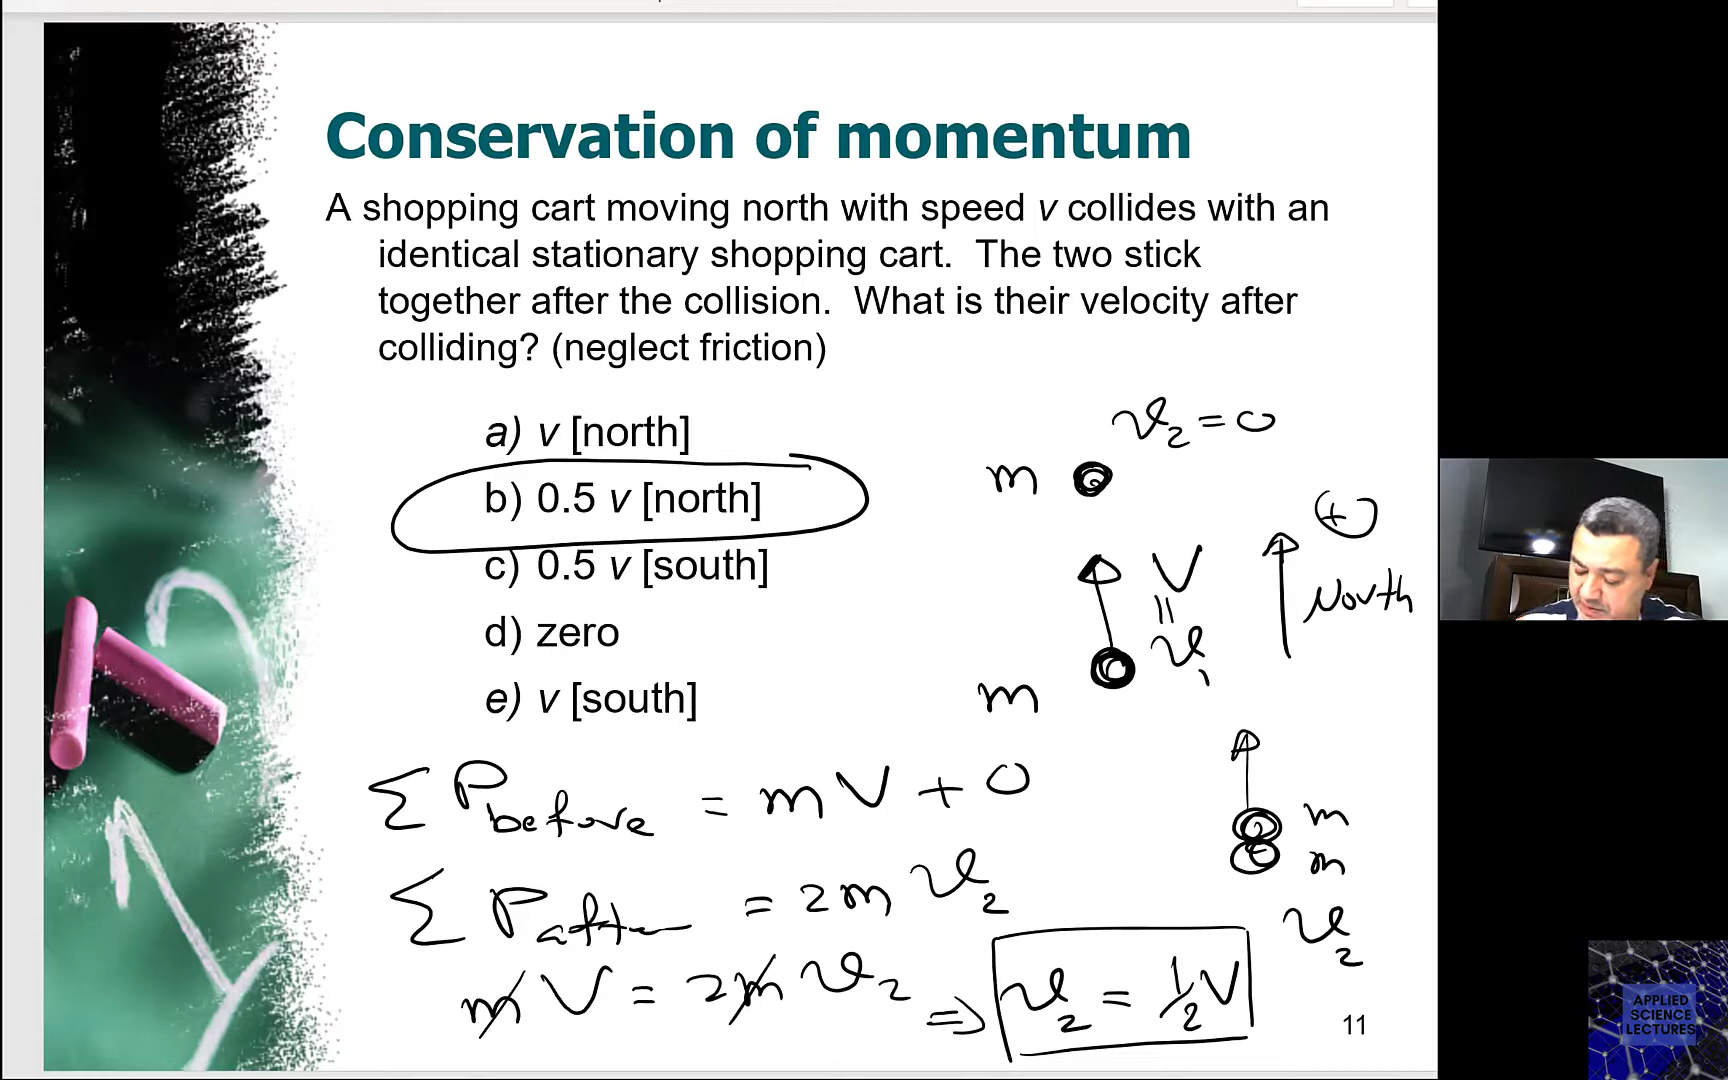 Conservation of momentum
A shopping cart moving north with speed v collides with an
identical stationary shopping cart. The two stick
together after the collision. What is their velocity after
colliding? (neglect friction)
a) v [north]
b) 0.5 v [north]
c) 0.5 v [south]
d) zero
e) v [south]
v₂ = 0
m
(+)
North
V
=
v₁
m
∑ P before = mV + 0
m
m
v₂
∑ P after = 2m v₂
mV = 2m v₂ ⇒ v₂ = ½V
11
APPLIED
SCIENCE
LECTURES